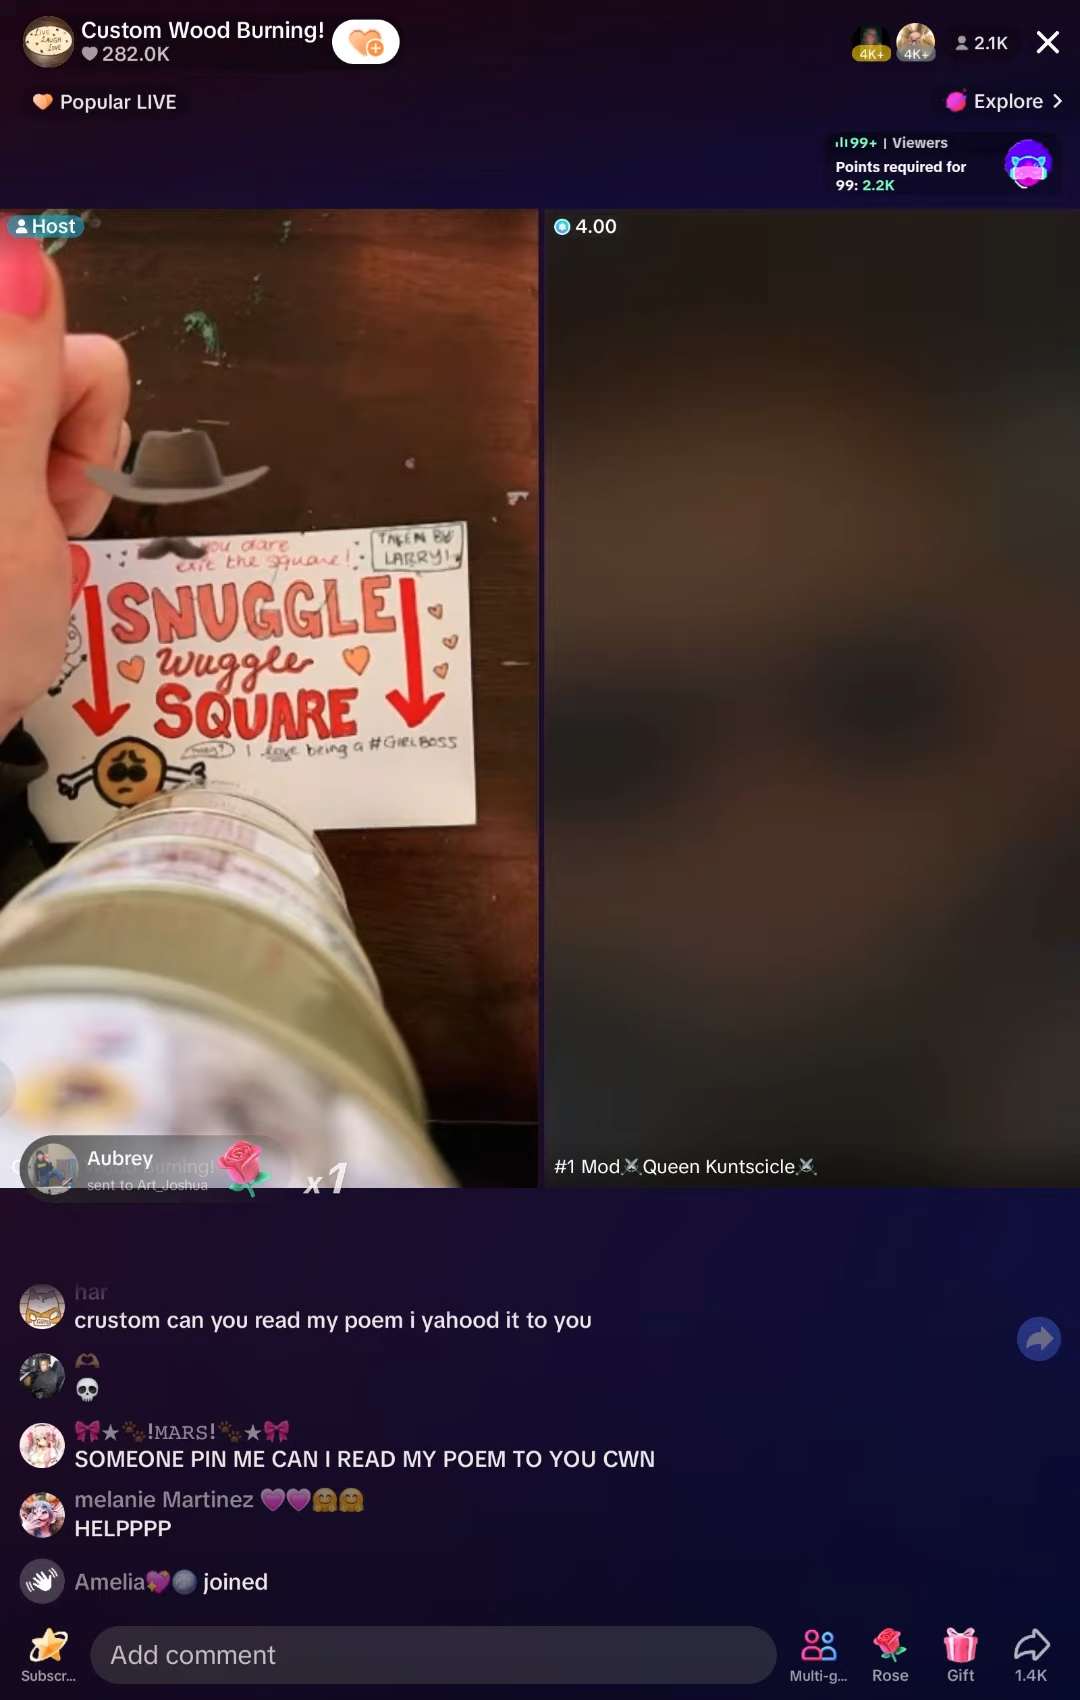 Custom Wood Burning!
282.0K
4K+
4K+
2.1K
Popular LIVE
Explore
99+ | Viewers
Points required for
99: 2.2K
Host
4.00
you dare
exit the square!
TAKEN BY
LARRY!
SNUGGLE
wuggle
SQUARE
I love being a #GIRLBOSS
Aubrey
sent to Art_Joshua
x1
#1 Mod⚔Queen Kuntscicle⚔
har
crustom can you read my poem i yahood it to you
🫶🏾
💀
🎀★🐾!MARS!🐾★🎀
SOMEONE PIN ME CAN I READ MY POEM TO YOU CWN
melanie Martinez 💗💗🤗🤗
HELPPPP
Amelia💖🪩 joined
Subscr...
Add comment
Multi-g...
Rose
Gift
1.4K